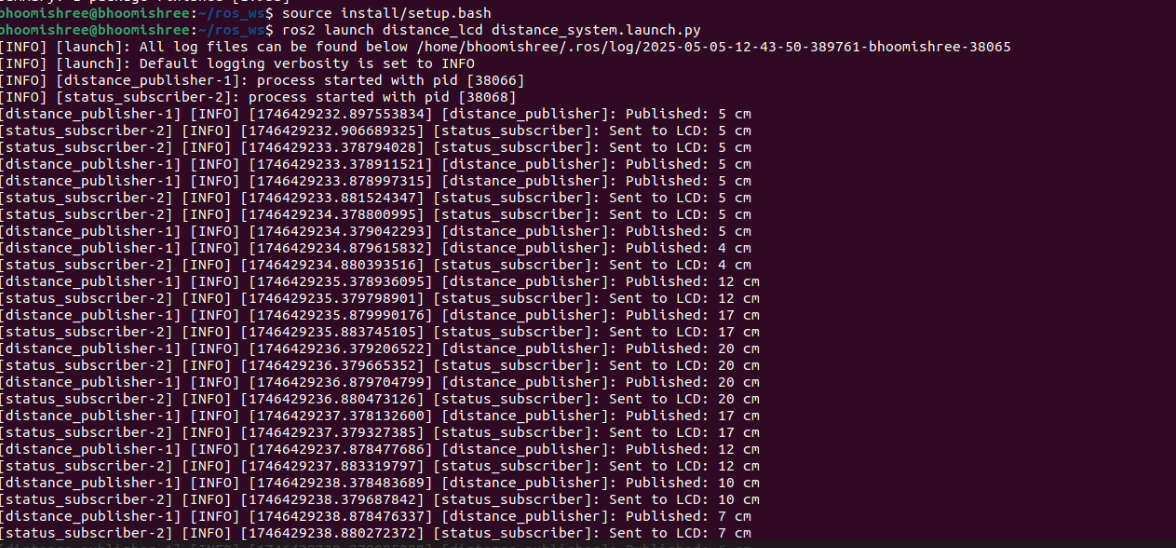 bhoomishree@bhoomishree:~/ros_ws$ source install/setup.bash
bhoomishree@bhoomishree:~/ros_ws$ ros2 launch distance_lcd distance_system.launch.py
[INFO] [launch]: All log files can be found below /home/bhoomishree/.ros/log/2025-05-05-12-43-50-389761-bhoomishree-38065
[INFO] [launch]: Default logging verbosity is set to INFO
[INFO] [distance_publisher-1]: process started with pid [38066]
[INFO] [status_subscriber-2]: process started with pid [38068]
[distance_publisher-1] [INFO] [1746429232.897553834] [distance_publisher]: Published: 5 cm
[status_subscriber-2] [INFO] [1746429232.906689325] [status_subscriber]: Sent to LCD: 5 cm
[status_subscriber-2] [INFO] [1746429233.378794028] [status_subscriber]: Sent to LCD: 5 cm
[distance_publisher-1] [INFO] [1746429233.378911521] [distance_publisher]: Published: 5 cm
[distance_publisher-1] [INFO] [1746429233.878997315] [distance_publisher]: Published: 5 cm
[status_subscriber-2] [INFO] [1746429233.881524347] [status_subscriber]: Sent to LCD: 5 cm
[status_subscriber-2] [INFO] [1746429234.378800995] [status_subscriber]: Sent to LCD: 5 cm
[distance_publisher-1] [INFO] [1746429234.379042293] [distance_publisher]: Published: 5 cm
[distance_publisher-1] [INFO] [1746429234.879615832] [distance_publisher]: Published: 4 cm
[status_subscriber-2] [INFO] [1746429234.880393516] [status_subscriber]: Sent to LCD: 4 cm
[distance_publisher-1] [INFO] [1746429235.378936095] [distance_publisher]: Published: 12 cm
[status_subscriber-2] [INFO] [1746429235.379798901] [status_subscriber]: Sent to LCD: 12 cm
[distance_publisher-1] [INFO] [1746429235.879990176] [distance_publisher]: Published: 17 cm
[status_subscriber-2] [INFO] [1746429235.883745105] [status_subscriber]: Sent to LCD: 17 cm
[distance_publisher-1] [INFO] [1746429236.379206522] [distance_publisher]: Published: 20 cm
[status_subscriber-2] [INFO] [1746429236.379665352] [status_subscriber]: Sent to LCD: 20 cm
[distance_publisher-1] [INFO] [1746429236.879704799] [distance_publisher]: Published: 20 cm
[status_subscriber-2] [INFO] [1746429236.880473126] [status_subscriber]: Sent to LCD: 20 cm
[distance_publisher-1] [INFO] [1746429237.378132600] [distance_publisher]: Published: 17 cm
[status_subscriber-2] [INFO] [1746429237.379327385] [status_subscriber]: Sent to LCD: 17 cm
[distance_publisher-1] [INFO] [1746429237.878477686] [distance_publisher]: Published: 12 cm
[status_subscriber-2] [INFO] [1746429237.883319797] [status_subscriber]: Sent to LCD: 12 cm
[distance_publisher-1] [INFO] [1746429238.378483689] [distance_publisher]: Published: 10 cm
[status_subscriber-2] [INFO] [1746429238.379687842] [status_subscriber]: Sent to LCD: 10 cm
[distance_publisher-1] [INFO] [1746429238.878476337] [distance_publisher]: Published: 7 cm
[status_subscriber-2] [INFO] [1746429238.880272372] [status_subscriber]: Sent to LCD: 7 cm